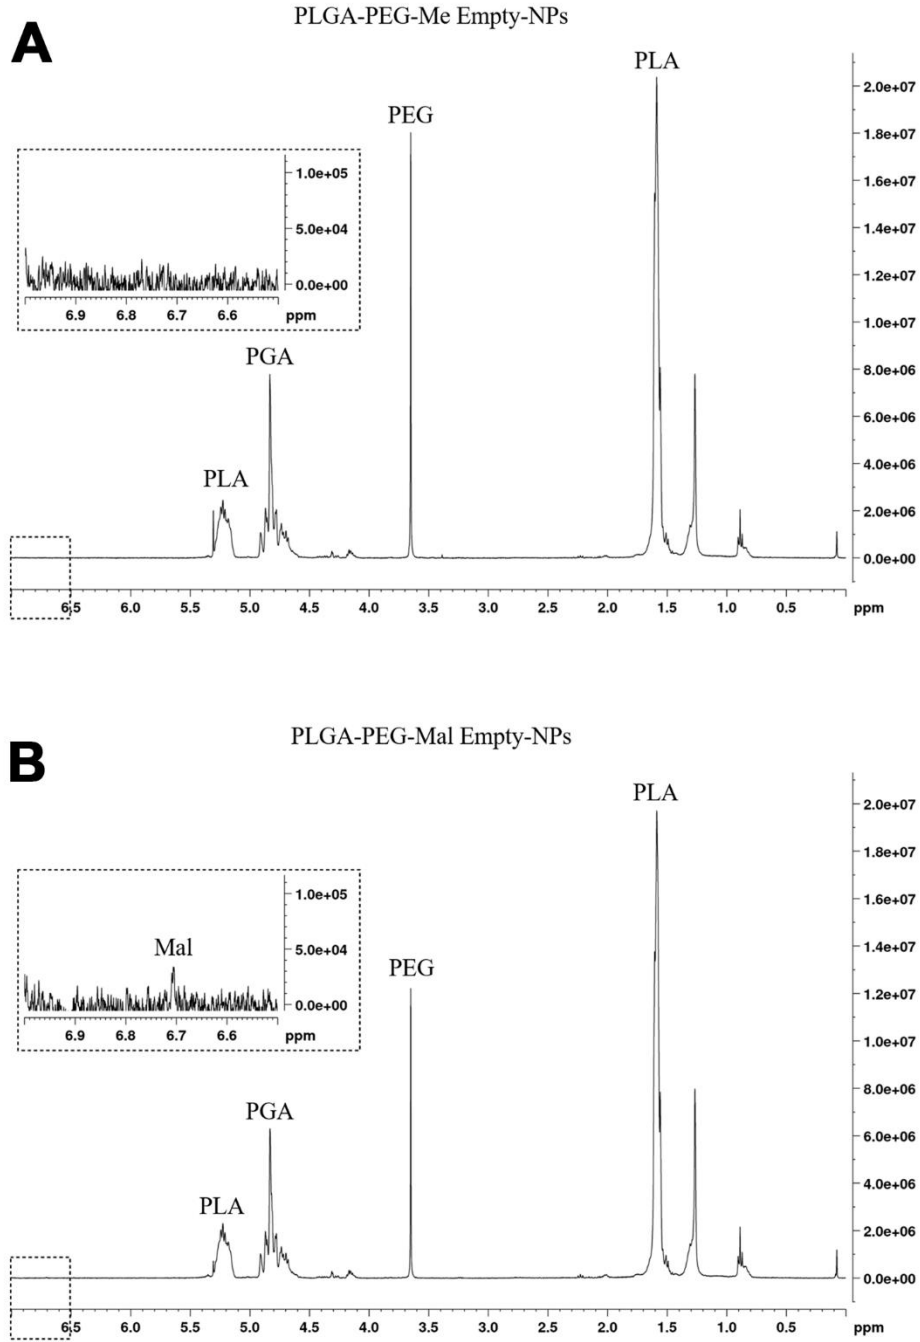 PLGA-PEG-Me Empty-NPs
A
PLA
2.0e+07
PEG
1.8e+07
1.6e+07
1.4e+07
1.2e+07
1.0e+07
8.0e+06
6.0e+06
4.0e+06
2.0e+06
0.0e+00
1.0e+05
5.0e+04
0.0e+00
6.9 6.8 6.7 6.6 ppm
PGA
PLA
6.5 6.0 5.5 5.0 4.5 4.0 3.5 3.0 2.5 2.0 1.5 1.0 0.5 ppm
PLGA-PEG-Mal Empty-NPs
B
PLA
2.0e+07
1.8e+07
1.6e+07
1.4e+07
1.2e+07
1.0e+07
8.0e+06
6.0e+06
4.0e+06
2.0e+06
0.0e+00
1.0e+05
Mal
5.0e+04
0.0e+00
6.9 6.8 6.7 6.6 ppm
PEG
PGA
PLA
6.5 6.0 5.5 5.0 4.5 4.0 3.5 3.0 2.5 2.0 1.5 1.0 0.5 ppm